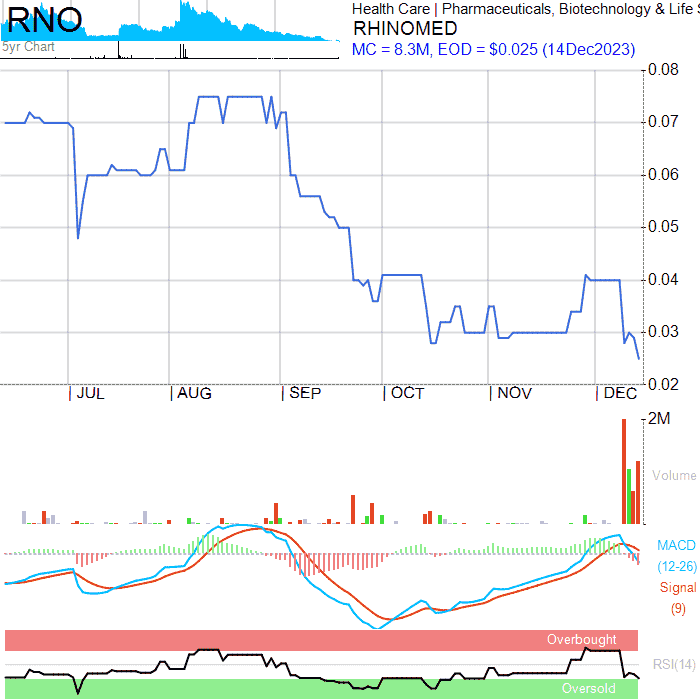 RNO
5yr Chart
Health Care | Pharmaceuticals, Biotechnology & Life S
RHINOMED
MC = 8.3M, EOD = $0.025 (14Dec2023)
0.08
0.07
0.06
0.05
0.04
0.03
0.02
JUL AUG SEP OCT NOV DEC
2M
Volume
MACD
(12-26)
Signal
(9)
Overbought
RSI(14)
Oversold